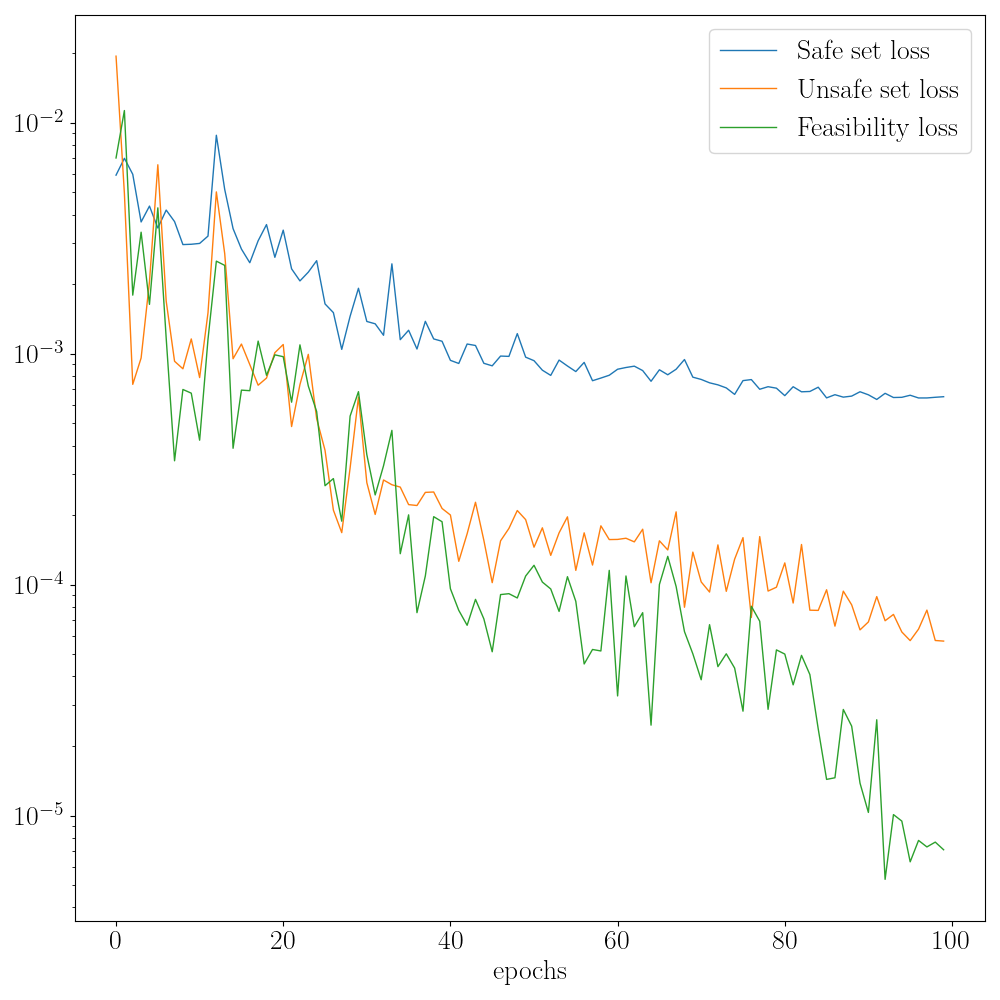 Safe set loss
Unsafe set loss
Feasibility loss
10⁻²
10⁻³
10⁻⁴
10⁻⁵
0 20 40 60 80 100
epochs